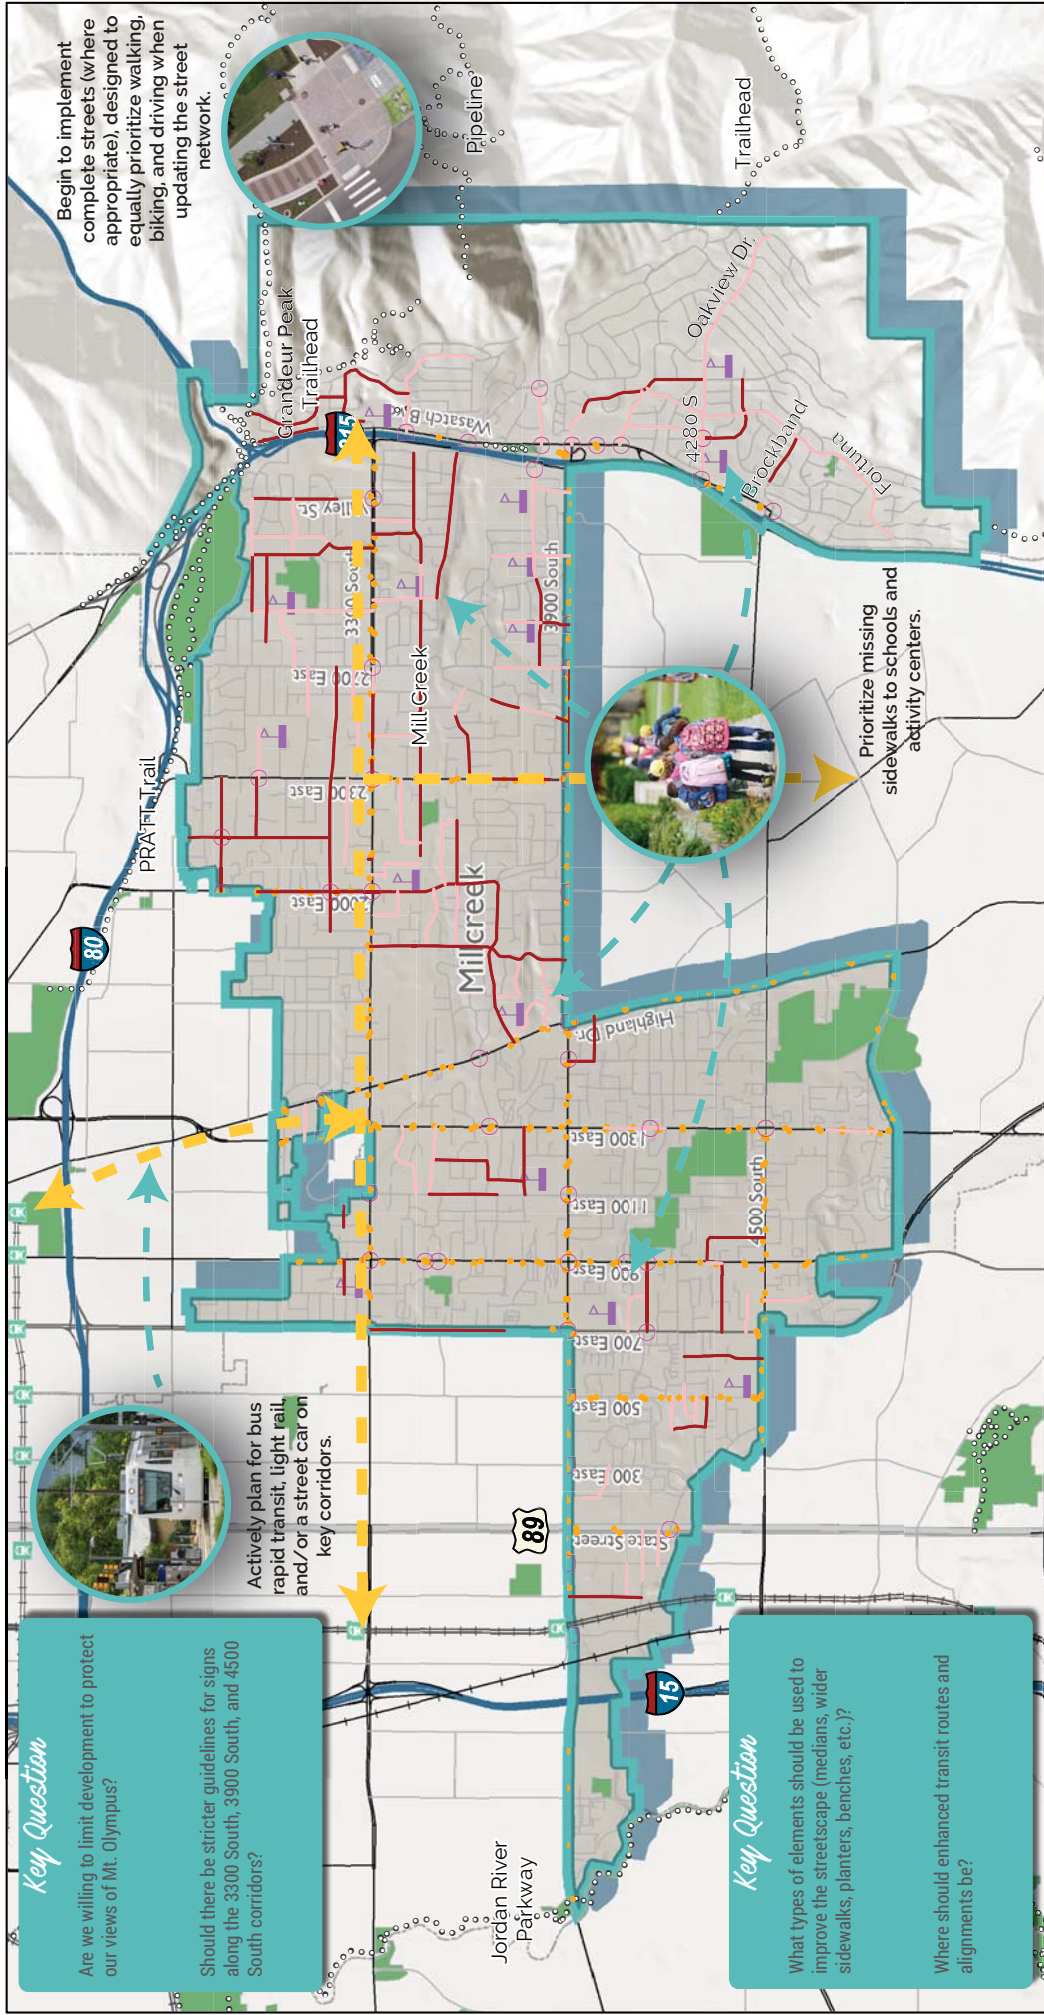 Key Question
Are we willing to limit development to protect
our views of Mt. Olympus?
Should there be stricter guidelines for signs
along the 3300 South, 3900 South, and 4500
South corridors?
Key Question
What types of elements should be used to
improve the streetscape (medians, wider
sidewalks, planters, benches, etc.)?
Where should enhanced transit routes and
alignments be?
Actively plan for bus
rapid transit, light rail,
and/or a street car on
key corridors.
Begin to implement
complete streets (where
appropriate), designed to
equally prioritize walking,
biking, and driving when
updating the street
network.
Prioritize missing
sidewalks to schools and
activity centers.
Jordan River
Parkway
15
89
80
PRATT Trail
State Street
300 East
500 East
700 East
900 East
1100 East
1300 East
4500 South
Highland Dr.
Millcreek
2000 East
2300 East
2700 East
Mill Creek
3300 South
3900 South
Valley St.
215
Grandeur Peak
Trailhead
Wasatch Blvd
Pipeline
Trailhead
Oakview Dr.
4280 S
Brockbank
Fortuna